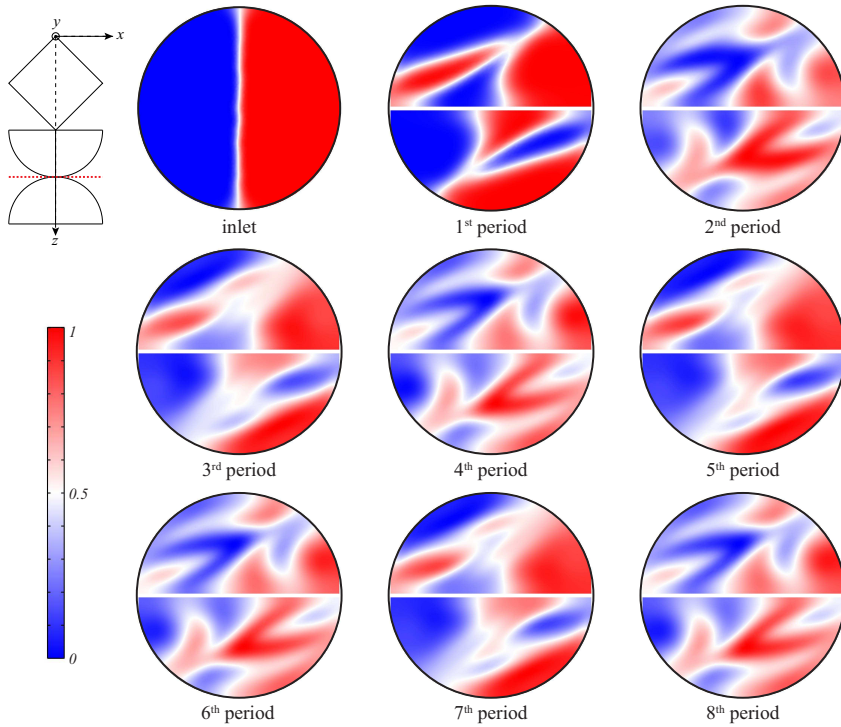 y
x
z
inlet
1st period
2nd period
1
0.5
0
3rd period
4th period
5th period
6th period
7th period
8th period